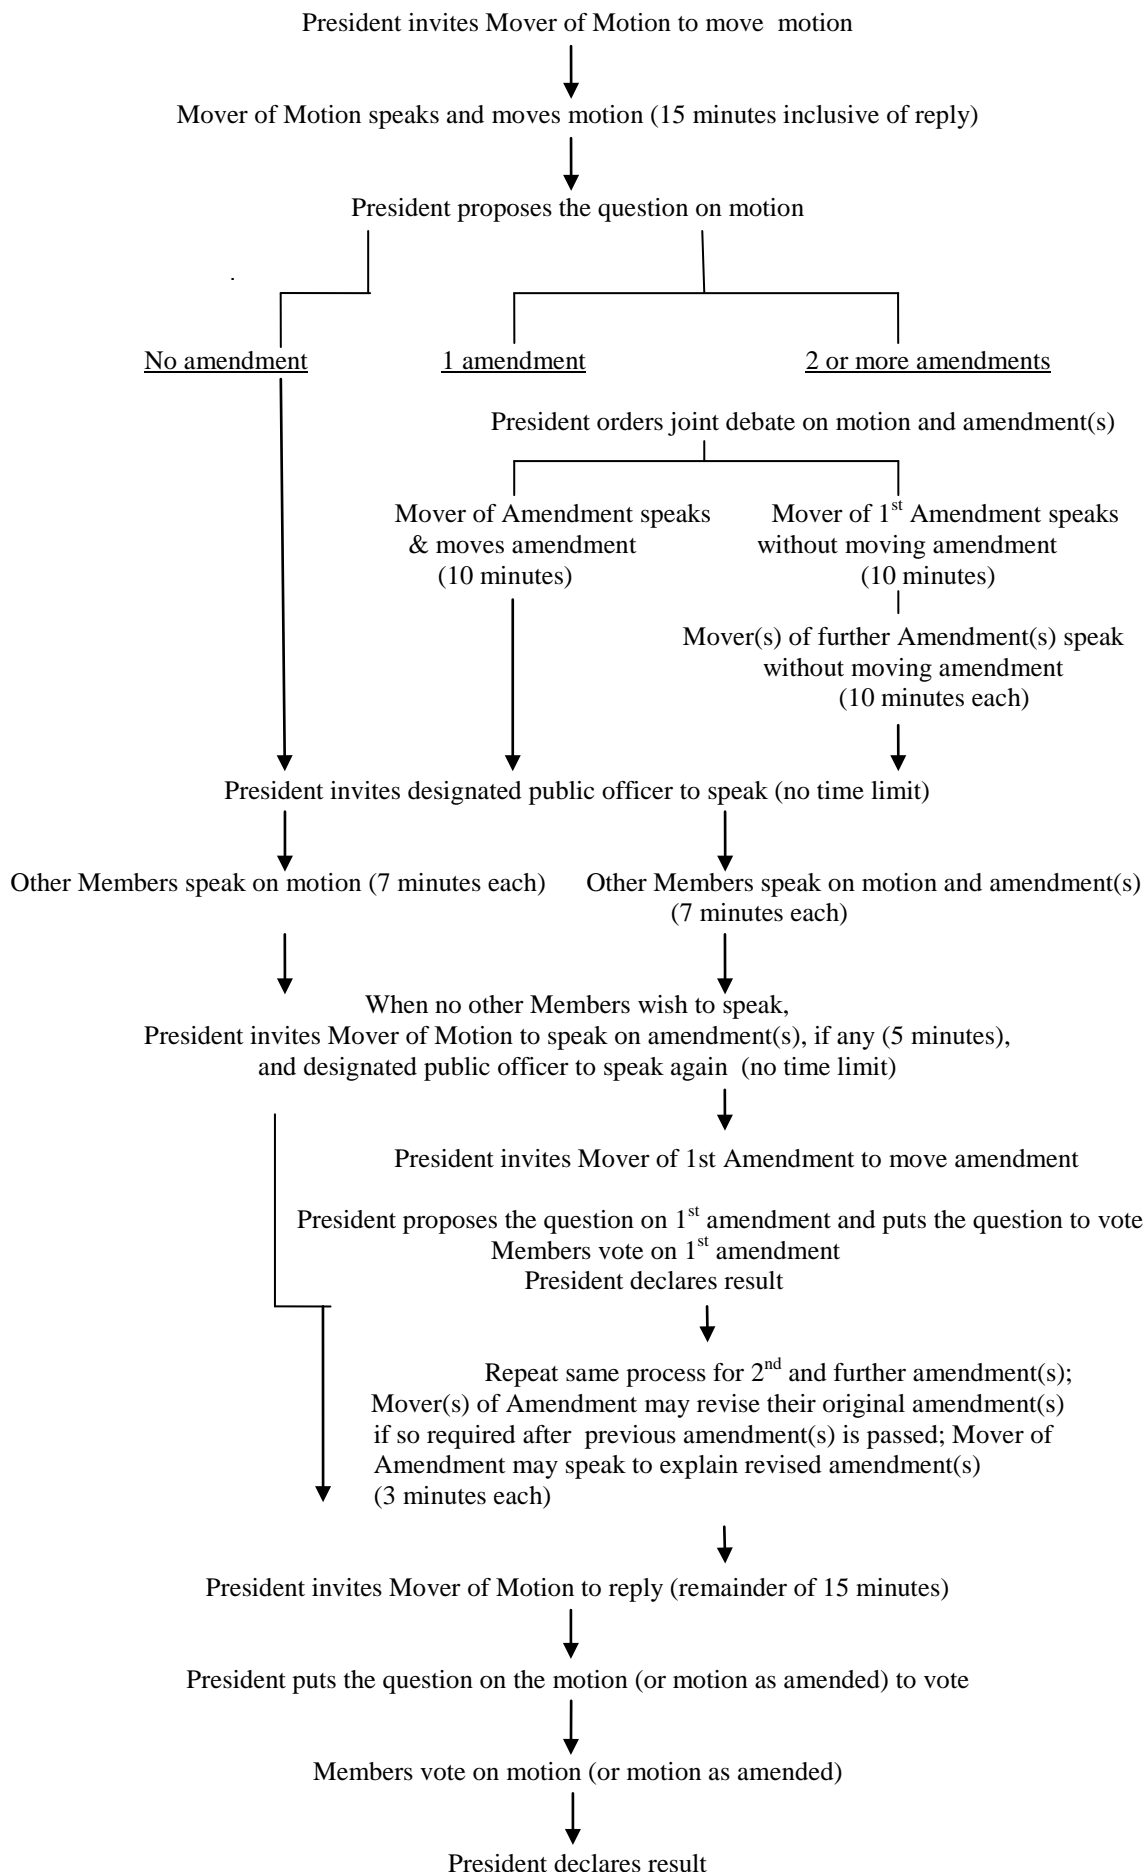 President invites Mover of Motion to move motion
Mover of Motion speaks and moves motion (15 minutes inclusive of reply)
President proposes the question on motion
No amendment
1 amendment
2 or more amendments
President orders joint debate on motion and amendment(s)
Mover of Amendment speaks
& moves amendment
(10 minutes)
Mover of 1st Amendment speaks
without moving amendment
(10 minutes)
Mover(s) of further Amendment(s) speak
without moving amendment
(10 minutes each)
President invites designated public officer to speak (no time limit)
Other Members speak on motion (7 minutes each)
Other Members speak on motion and amendment(s)
(7 minutes each)
When no other Members wish to speak,
President invites Mover of Motion to speak on amendment(s), if any (5 minutes),
and designated public officer to speak again (no time limit)
President invites Mover of 1st Amendment to move amendment
President proposes the question on 1st amendment and puts the question to vote
Members vote on 1st amendment
President declares result
Repeat same process for 2nd and further amendment(s);
Mover(s) of Amendment may revise their original amendment(s)
if so required after previous amendment(s) is passed; Mover of
Amendment may speak to explain revised amendment(s)
(3 minutes each)
President invites Mover of Motion to reply (remainder of 15 minutes)
President puts the question on the motion (or motion as amended) to vote
Members vote on motion (or motion as amended)
President declares result